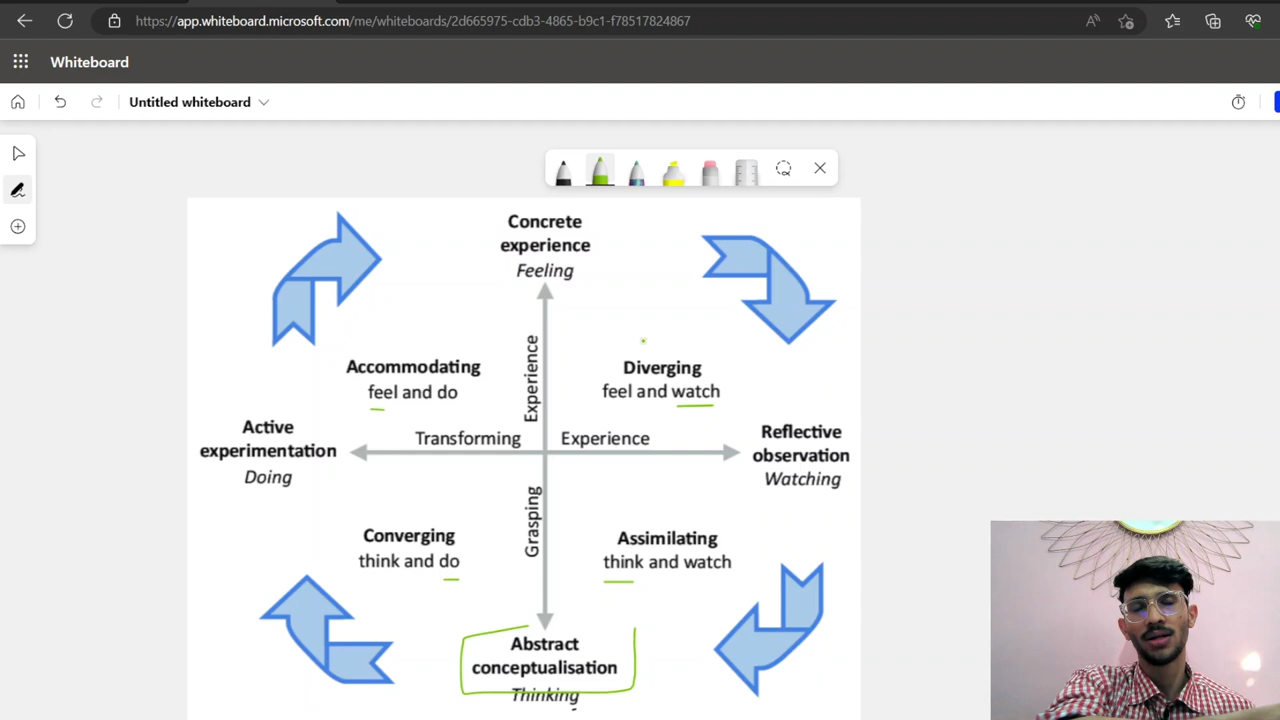 https://app.whiteboard.microsoft.com/me/whiteboards/2d665975-cdb3-4865-b9c1-f78517824867
Whiteboard
Untitled whiteboard
Concrete
experience
Feeling
Accommodating
feel and do
Experience
Diverging
feel and watch
Active
experimentation
Doing
Transforming
Experience
Reflective
observation
Watching
Converging
think and do
Grasping
Assimilating
think and watch
Abstract
conceptualisation
Thinking